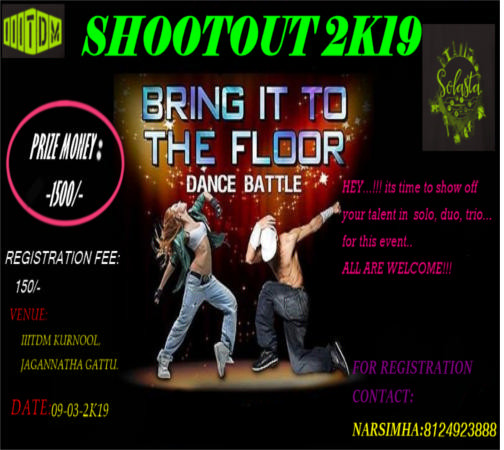 IIITDM
SHOOTOUT 2K19
Solasta
BRING IT TO
THE FLOOR
DANCE BATTLE
PRIZE MONEY:
-1500/-
HEY...!!! its time to show off
your talent in solo, duo, trio...
for this event..
ALL ARE WELCOME!!!
REGISTRATION FEE:
150/-
VENUE:
IIITDM KURNOOL,
JAGANNATHA GATTU.
DATE:09-03-2K19
FOR REGISTRATION
CONTACT:
NARSIMHA:8124923888